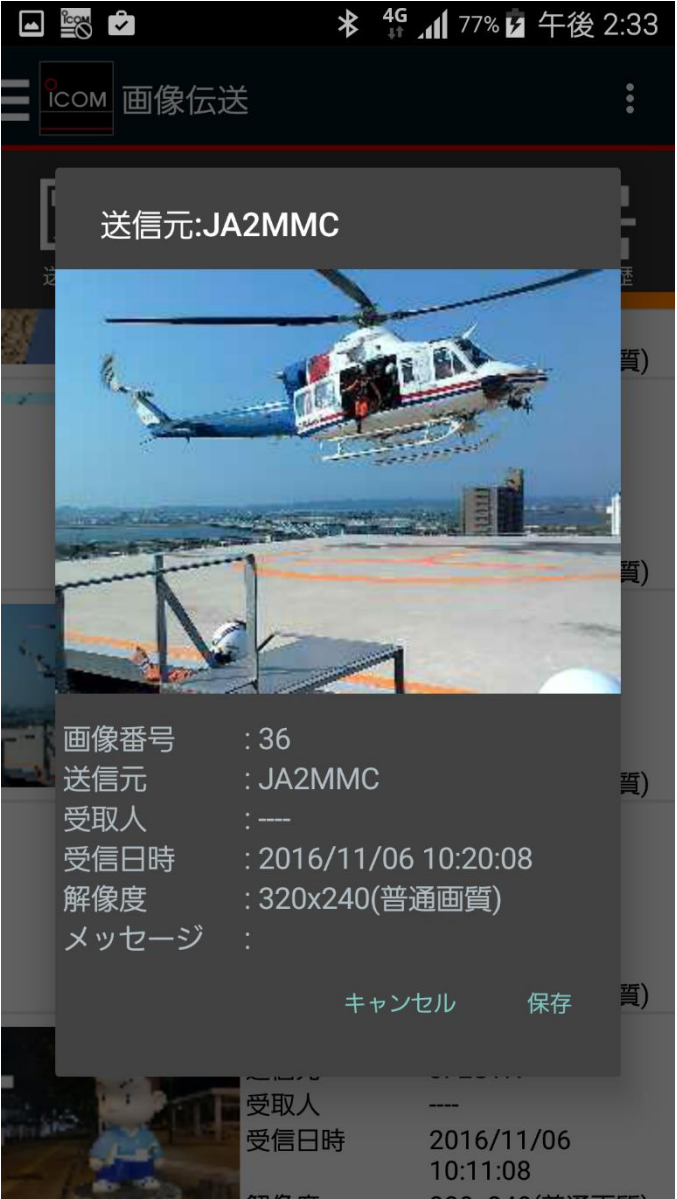 4G 77% 午後 2:33
ICOM 画像伝送
送信元:JA2MMC
歴
質)
質)
画像番号 : 36
送信元 : JA2MMC
質)
受取人 : ----
受信日時 : 2016/11/06 10:20:08
解像度 : 320x240(普通画質)
メッセージ :
キャンセル 保存
質)
受取人 ----
受信日時 2016/11/06
10:11:08